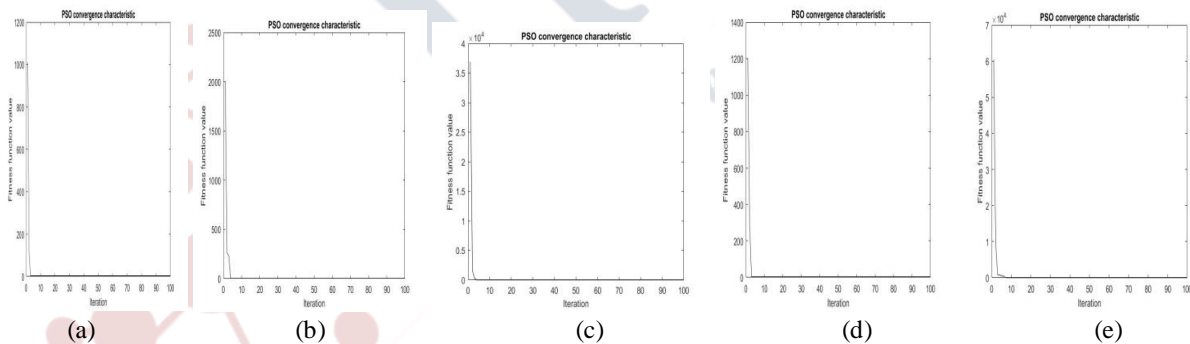 PSO convergence characteristic
1200
1000
800
600
400
200
0
Fitness function value
0 10 20 30 40 50 60 70 80 90 100
Iteration
(a)
PSO convergence characteristic
2500
2000
1500
1000
500
0
Fitness function value
0 10 20 30 40 50 60 70 80 90 100
Iteration
(b)
PSO convergence characteristic
×10⁴
4
3.5
3
2.5
2
1.5
1
0.5
0
Fitness function value
0 10 20 30 40 50 60 70 80 90 100
Iteration
(c)
PSO convergence characteristic
1400
1200
1000
800
600
400
200
0
Fitness function value
0 10 20 30 40 50 60 70 80 90 100
Iteration
(d)
PSO convergence characteristic
×10⁴
7
6
5
4
3
2
1
0
Fitness function value
0 10 20 30 40 50 60 70 80 90 100
Iteration
(e)